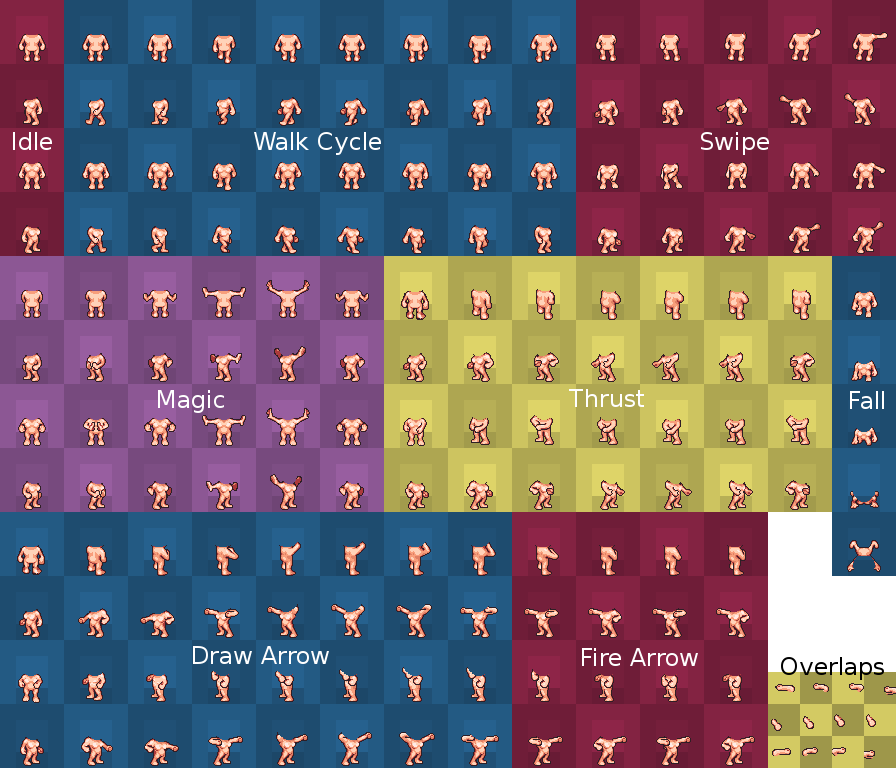 Idle
Walk Cycle
Swipe
Magic
Thrust
Fall
Draw Arrow
Fire Arrow
Overlaps